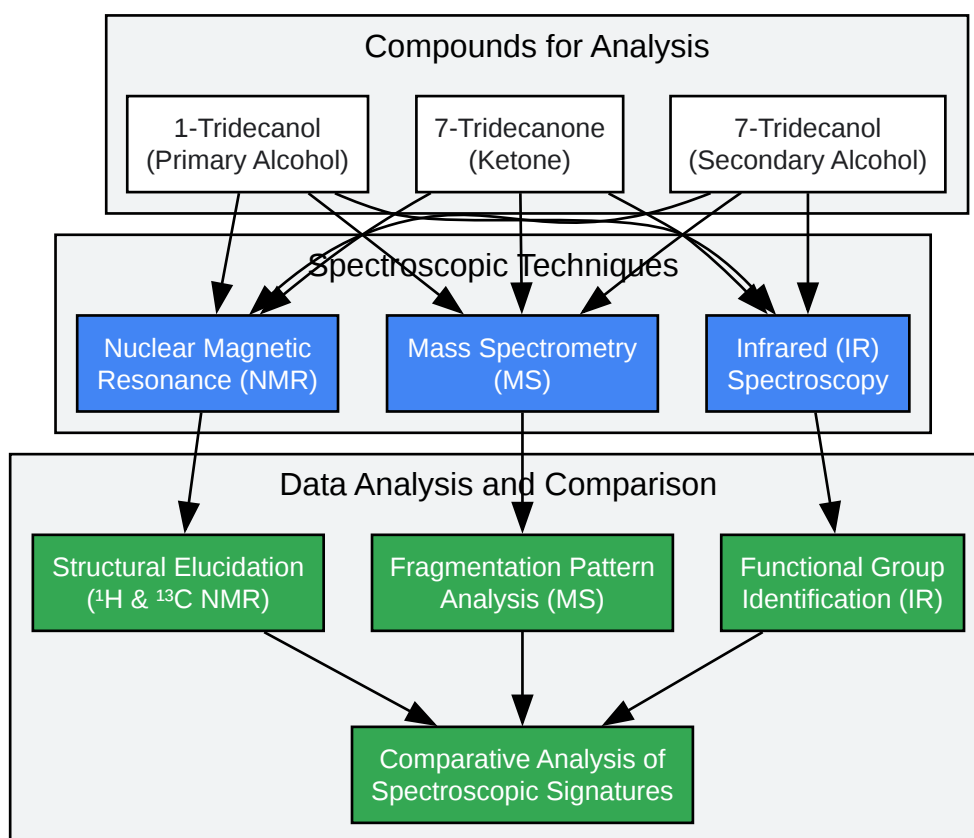 Compounds for Analysis
1-Tridecanol
(Primary Alcohol)
7-Tridecanone
(Ketone)
7-Tridecanol
(Secondary Alcohol)
Spectroscopic Techniques
Nuclear Magnetic
Resonance (NMR)
Mass Spectrometry
(MS)
Infrared (IR)
Spectroscopy
Data Analysis and Comparison
Structural Elucidation
(¹H & ¹³C NMR)
Fragmentation Pattern
Analysis (MS)
Functional Group
Identification (IR)
Comparative Analysis of
Spectroscopic Signatures